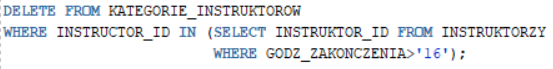 DELETE FROM KATEGORIE_INSTRUKTOROW
WHERE INSTRUCTOR_ID IN (SELECT INSTRUKTOR_ID FROM INSTRUKTORZY
WHERE GODZ_ZAKONCZENIA>'16');